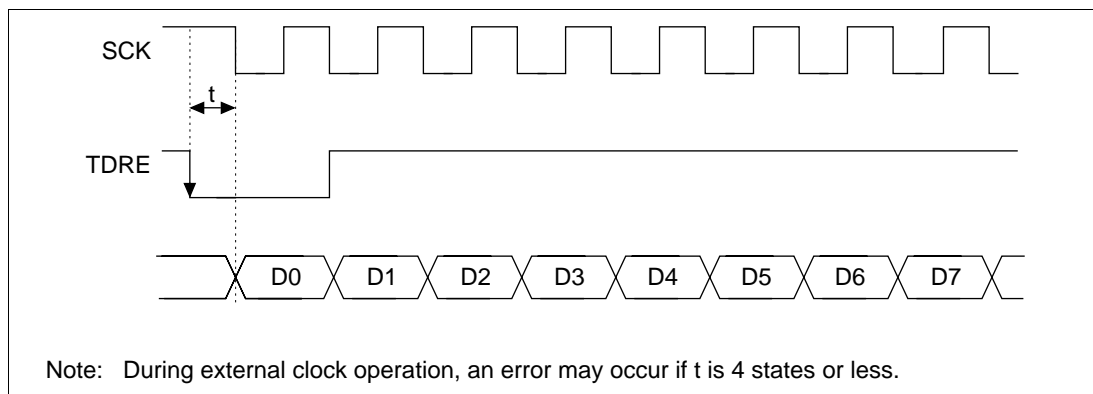 SCK
t
TDRE
D0 D1 D2 D3 D4 D5 D6 D7
Note: During external clock operation, an error may occur if t is 4 states or less.